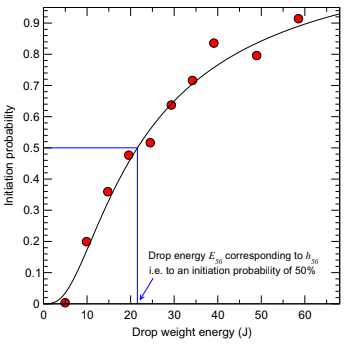 0.9
0.8
0.7
0.6
0.5
0.4
0.3
0.2
0.1
0
Initiation probability
Drop energy E50 corresponding to h50
i.e. to an initiation probability of 50%
0 10 20 30 40 50 60
Drop weight energy (J)